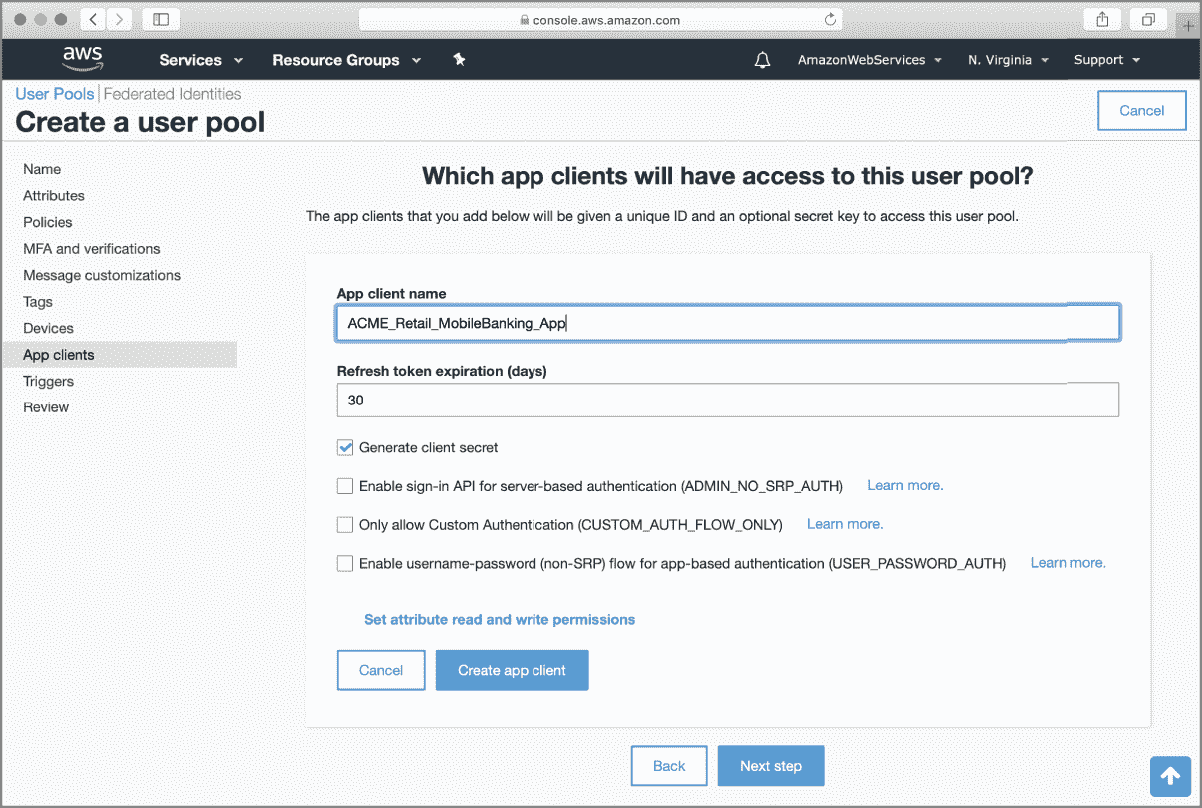 console.aws.amazon.com
aws Services Resource Groups AmazonWebServices N. Virginia Support
User Pools Federated Identities
Create a user pool
Cancel
Name
Attributes
Policies
MFA and verifications
Message customizations
Tags
Devices
App clients
Triggers
Review
Which app clients will have access to this user pool?
The app clients that you add below will be given a unique ID and an optional secret key to access this user pool.
App client name
ACME_Retail_MobileBanking_App
Refresh token expiration (days)
30
Generate client secret
Enable sign-in API for server-based authentication (ADMIN_NO_SRP_AUTH) Learn more.
Only allow Custom Authentication (CUSTOM_AUTH_FLOW_ONLY) Learn more.
Enable username-password (non-SRP) flow for app-based authentication (USER_PASSWORD_AUTH) Learn more.
Set attribute read and write permissions
Cancel Create app client
Back Next step